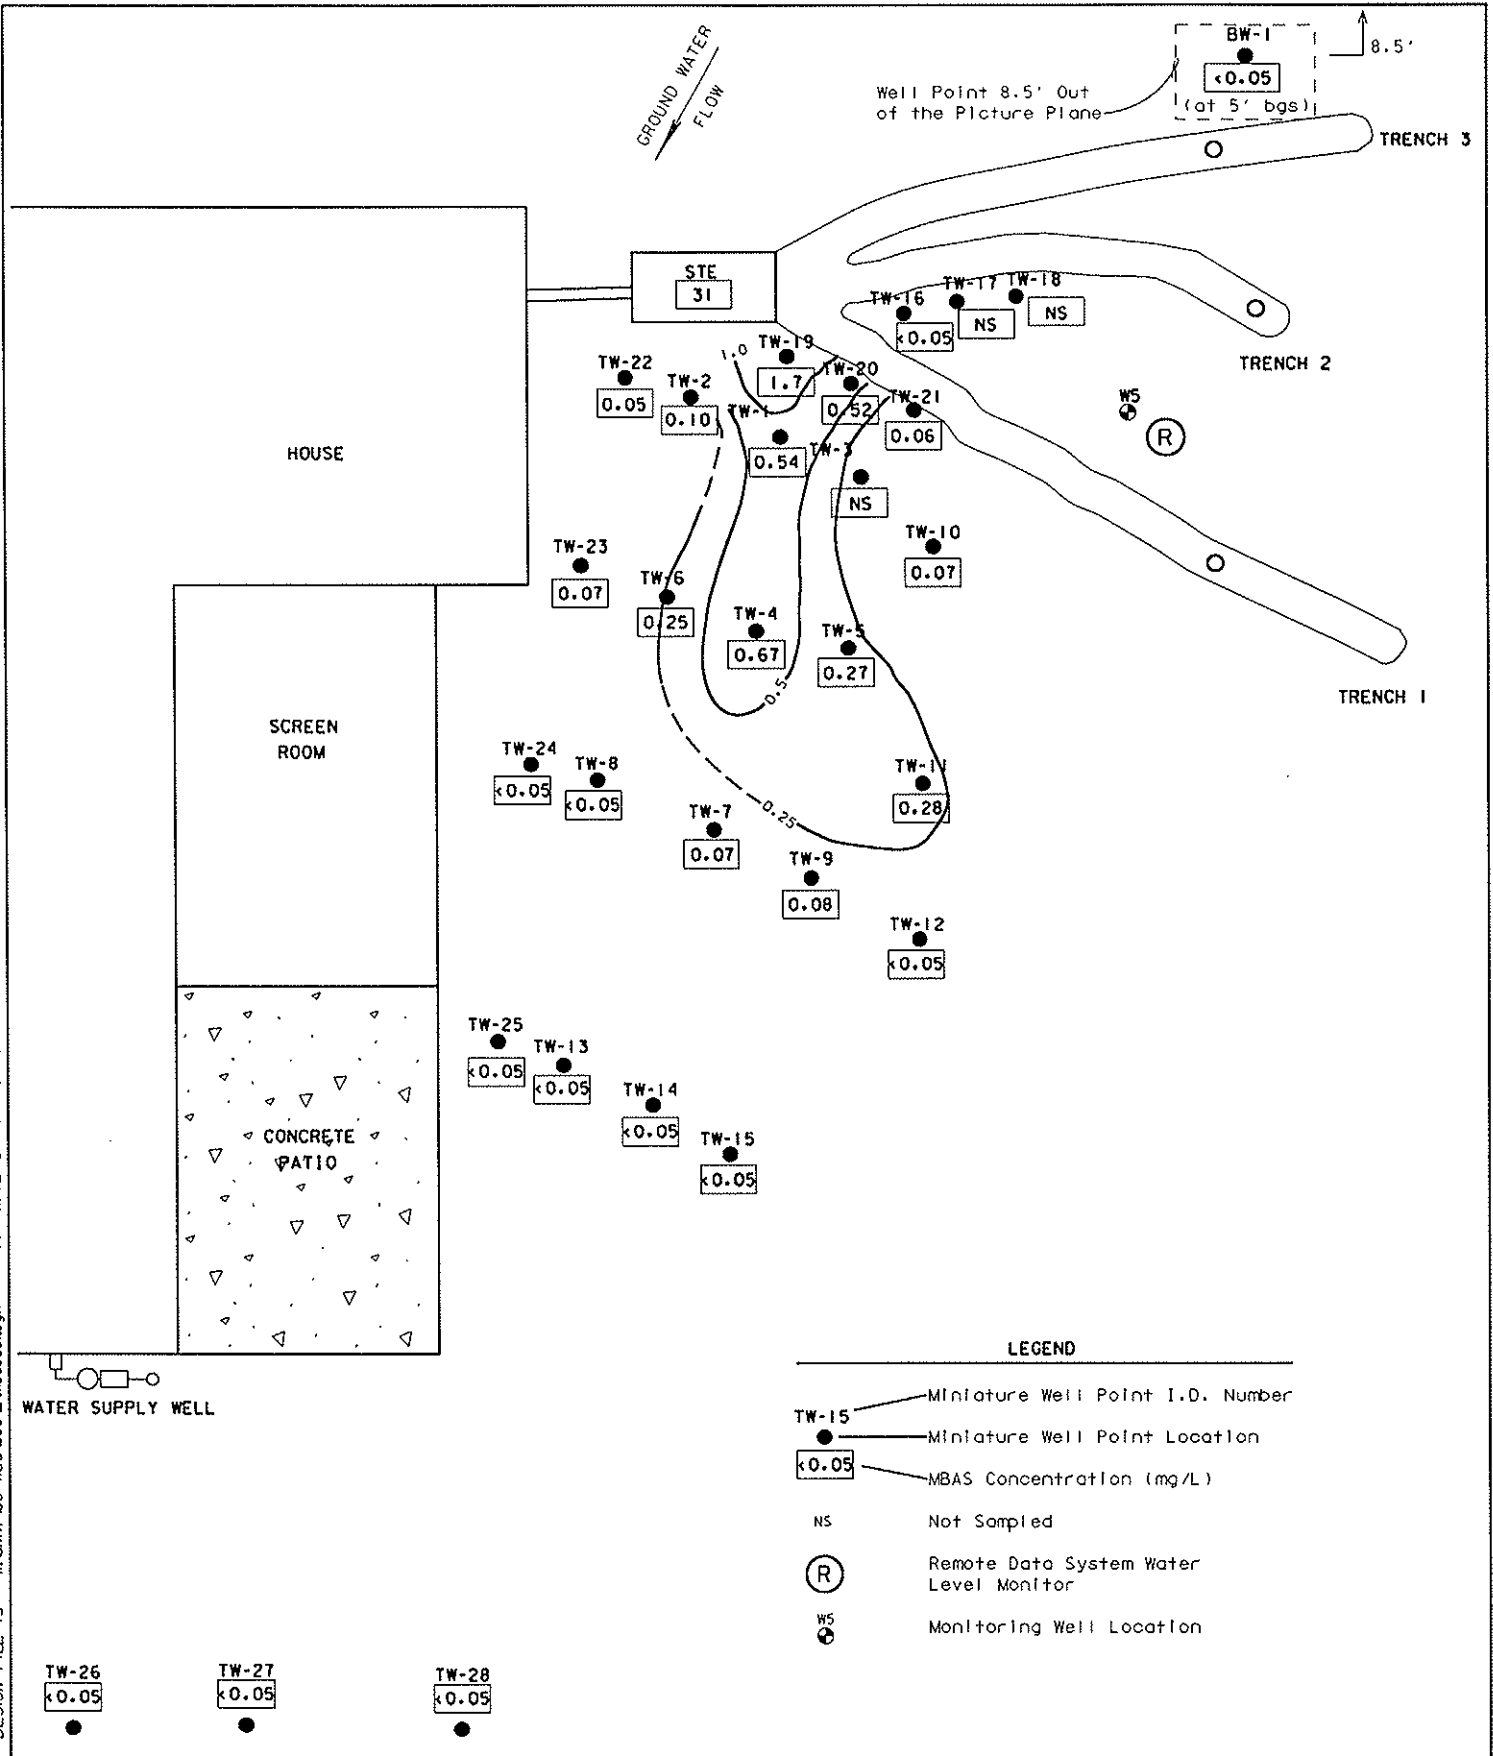 BW-1
<0.05
(at 5' bgs)
8.5'
GROUND WATER
FLOW
Well Point 8.5' Out
of the Picture Plane
TRENCH 3
STE
31
TW-16
<0.05
TW-17
NS
TW-18
NS
TRENCH 2
TW-19
1.7
1.0
TW-20
0.52
TW-21
0.06
TW-22
0.05
TW-2
0.10
TW-1
0.54
TW-3
NS
W5
R
HOUSE
TW-10
0.07
TW-23
0.07
TW-6
0.25
TW-4
0.67
TW-5
0.27
0.5
TRENCH 1
SCREEN
ROOM
TW-24
<0.05
TW-8
<0.05
TW-11
0.28
0.25
TW-7
0.07
TW-9
0.08
TW-12
<0.05
TW-25
<0.05
TW-13
<0.05
TW-14
<0.05
TW-15
<0.05
CONCRETE
PATIO
WATER SUPPLY WELL
LEGEND
Miniature Well Point I.D. Number
TW-15
Miniature Well Point Location
<0.05
MBAS Concentration (mg/L)
NS
Not Sampled
R
Remote Data System Water
Level Monitor
W5
Monitoring Well Location
TW-26
<0.05
TW-27
<0.05
TW-28
<0.05